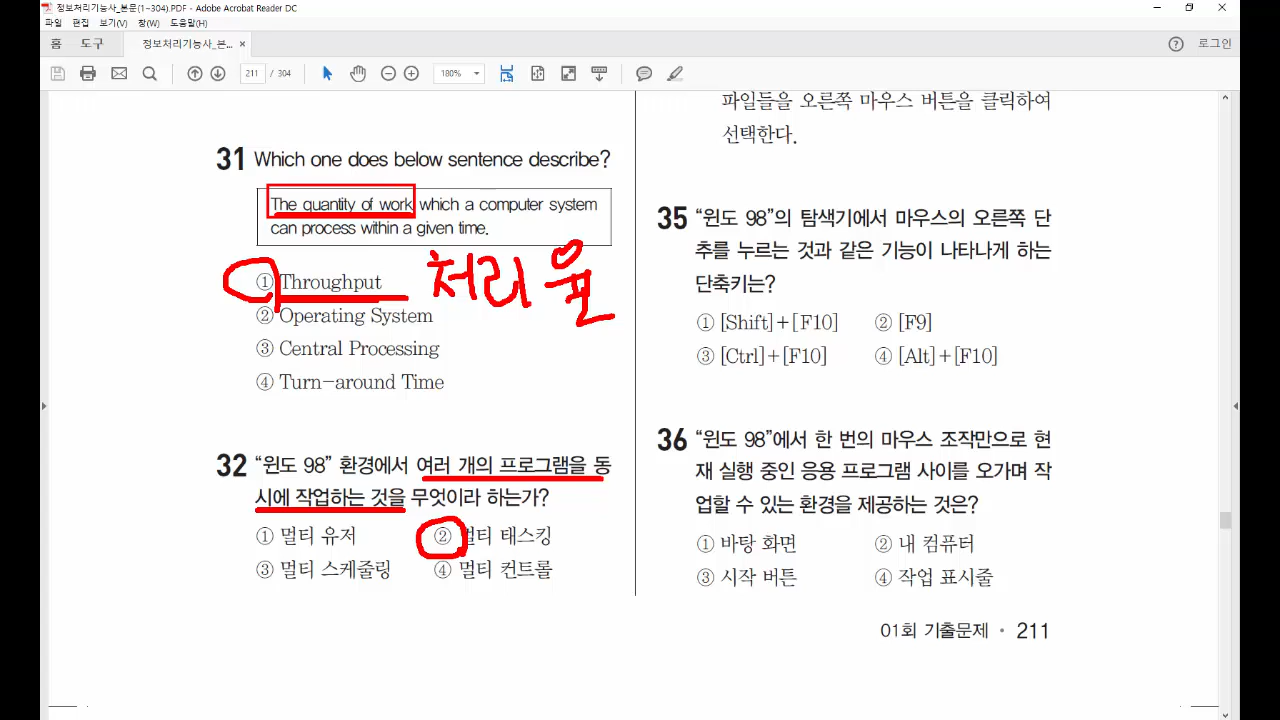 정보처리기능사_본문(1-304).PDF - Adobe Acrobat Reader DC
파일 편집 보기(V) 창(W) 도움말(H)
홈 도구 정보처리기능사_본... × 로그인
211 / 304 180%
31 Which one does below sentence describe?
The quantity of work which a computer system
can process within a given time.
① Throughput 처리율
② Operating System
③ Central Processing
④ Turn-around Time
32 “윈도 98” 환경에서 여러 개의 프로그램을 동
시에 작업하는 것을 무엇이라 하는가?
① 멀티 유저 ② 멀티 태스킹
③ 멀티 스케줄링 ④ 멀티 컨트롤
파일들을 오른쪽 마우스 버튼을 클릭하여
선택한다.
35 “윈도 98”의 탐색기에서 마우스의 오른쪽 단
추를 누르는 것과 같은 기능이 나타나게 하는
단축키는?
① [Shift]+[F10] ② [F9]
③ [Ctrl]+[F10] ④ [Alt]+[F10]
36 “윈도 98”에서 한 번의 마우스 조작만으로 현
재 실행 중인 응용 프로그램 사이를 오가며 작
업할 수 있는 환경을 제공하는 것은?
① 바탕 화면 ② 내 컴퓨터
③ 시작 버튼 ④ 작업 표시줄
01회 기출문제 • 211